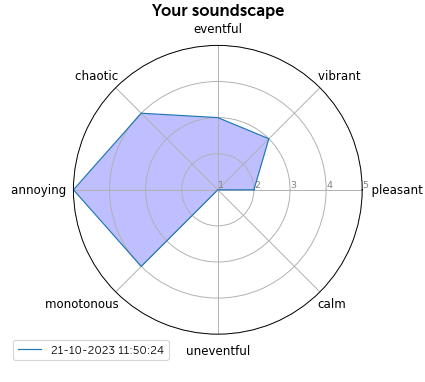 Your soundscape
eventful
chaotic
vibrant
annoying
1 2 3 4 5
pleasant
monotonous
calm
uneventful
21-10-2023 11:50:24